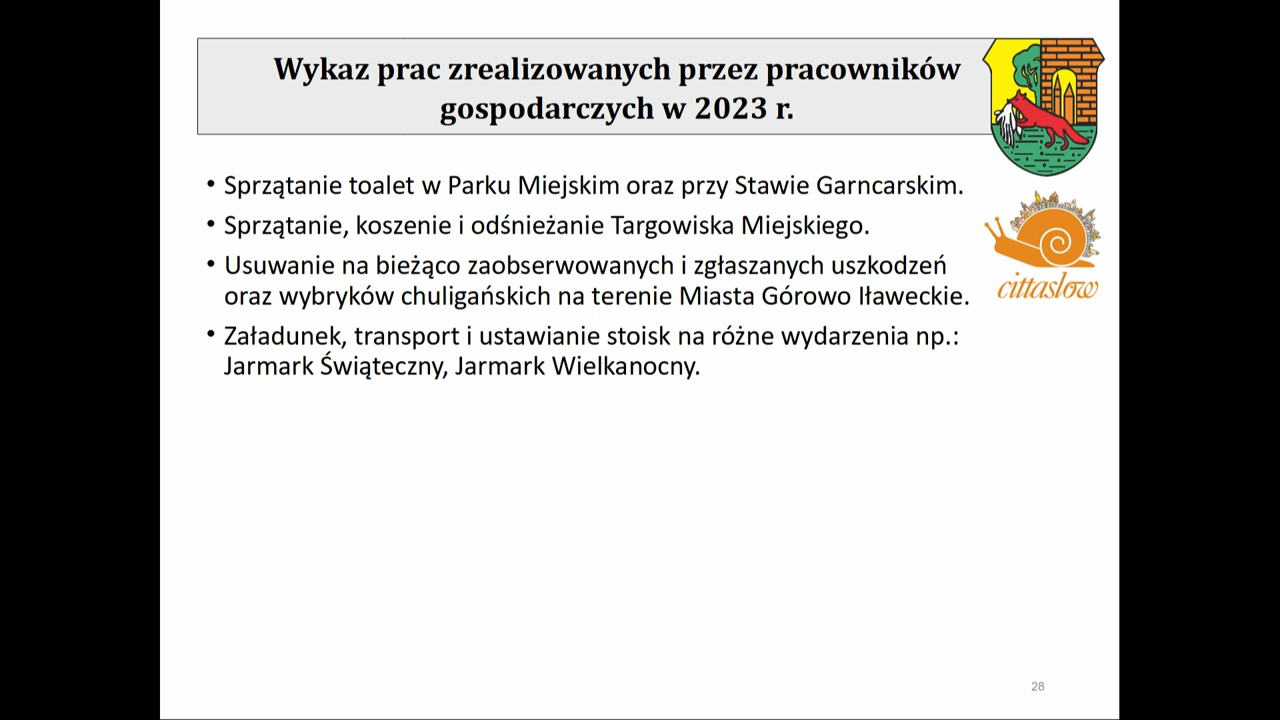 Wykaz prac zrealizowanych przez pracowników
gospodarczych w 2023 r.
• Sprzątanie toalet w Parku Miejskim oraz przy Stawie Garncarskim.
• Sprzątanie, koszenie i odśnieżanie Targowiska Miejskiego.
• Usuwanie na bieżąco zaobserwowanych i zgłaszanych uszkodzeń
oraz wybryków chuligańskich na terenie Miasta Górowo Iławeckie.
• Załadunek, transport i ustawianie stoisk na różne wydarzenia np.:
Jarmark Świąteczny, Jarmark Wielkanocny.
cittaslow
28